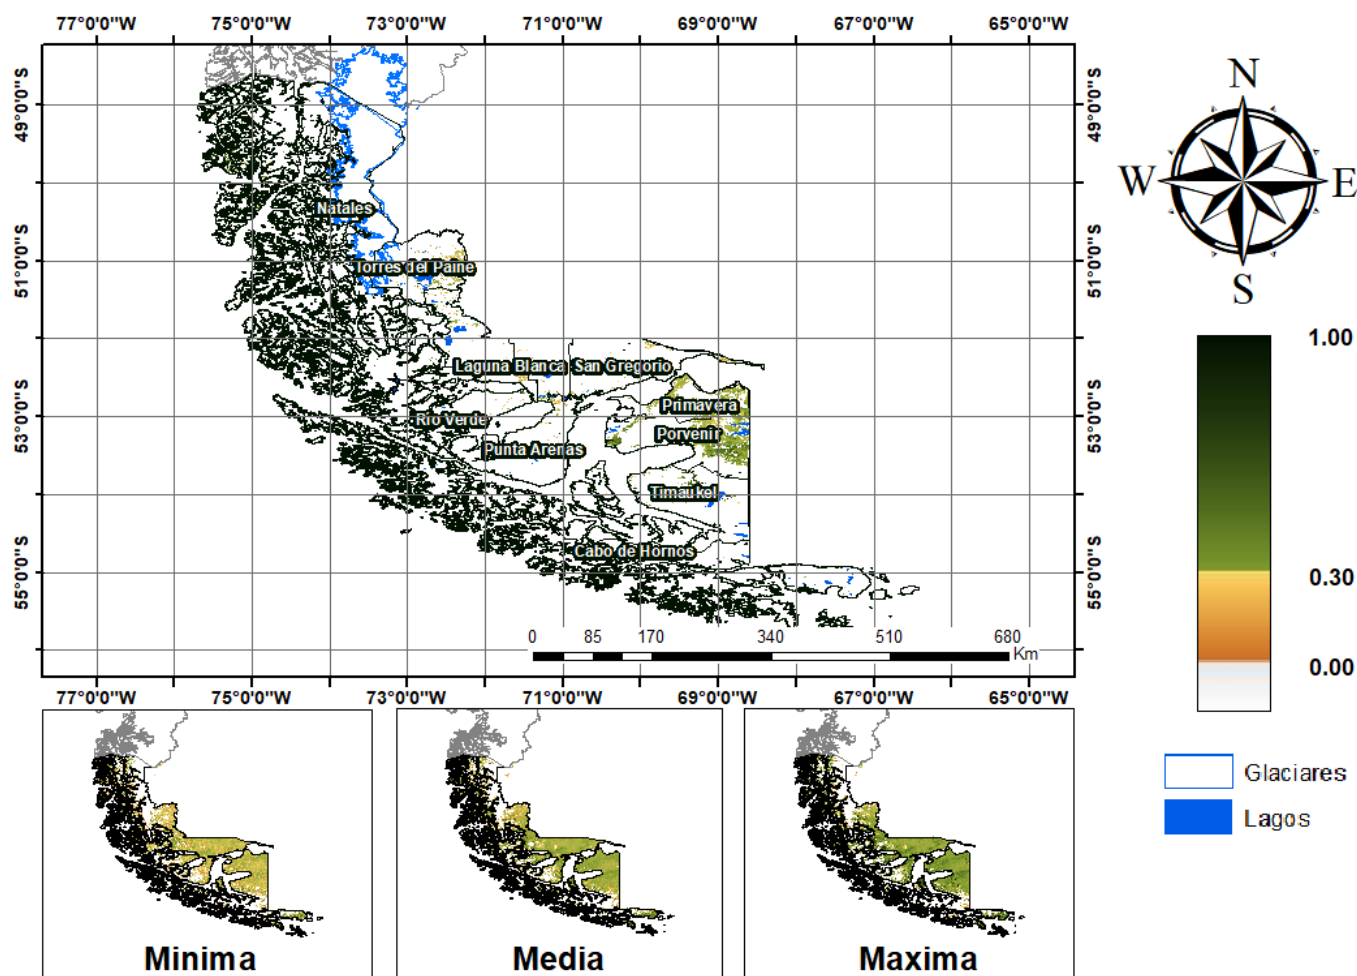 77°0'0"W 75°0'0"W 73°0'0"W 71°0'0"W 69°0'0"W 67°0'0"W 65°0'0"W
49°0'0"S
51°0'0"S
53°0'0"S
55°0'0"S
49°0'0"S
51°0'0"S
53°0'0"S
55°0'0"S
Natales
Torres del Paine
Laguna Blanca San Gregorio
Primavera
Rio Verde
Porvenir
Punta Arenas
Timaukel
Cabo de Hornos
0 85 170 340 510 680
Km
77°0'0"W 75°0'0"W 73°0'0"W 71°0'0"W 69°0'0"W 67°0'0"W 65°0'0"W
N
W E
S
1.00
0.30
0.00
Glaciares
Lagos
Minima Media Maxima